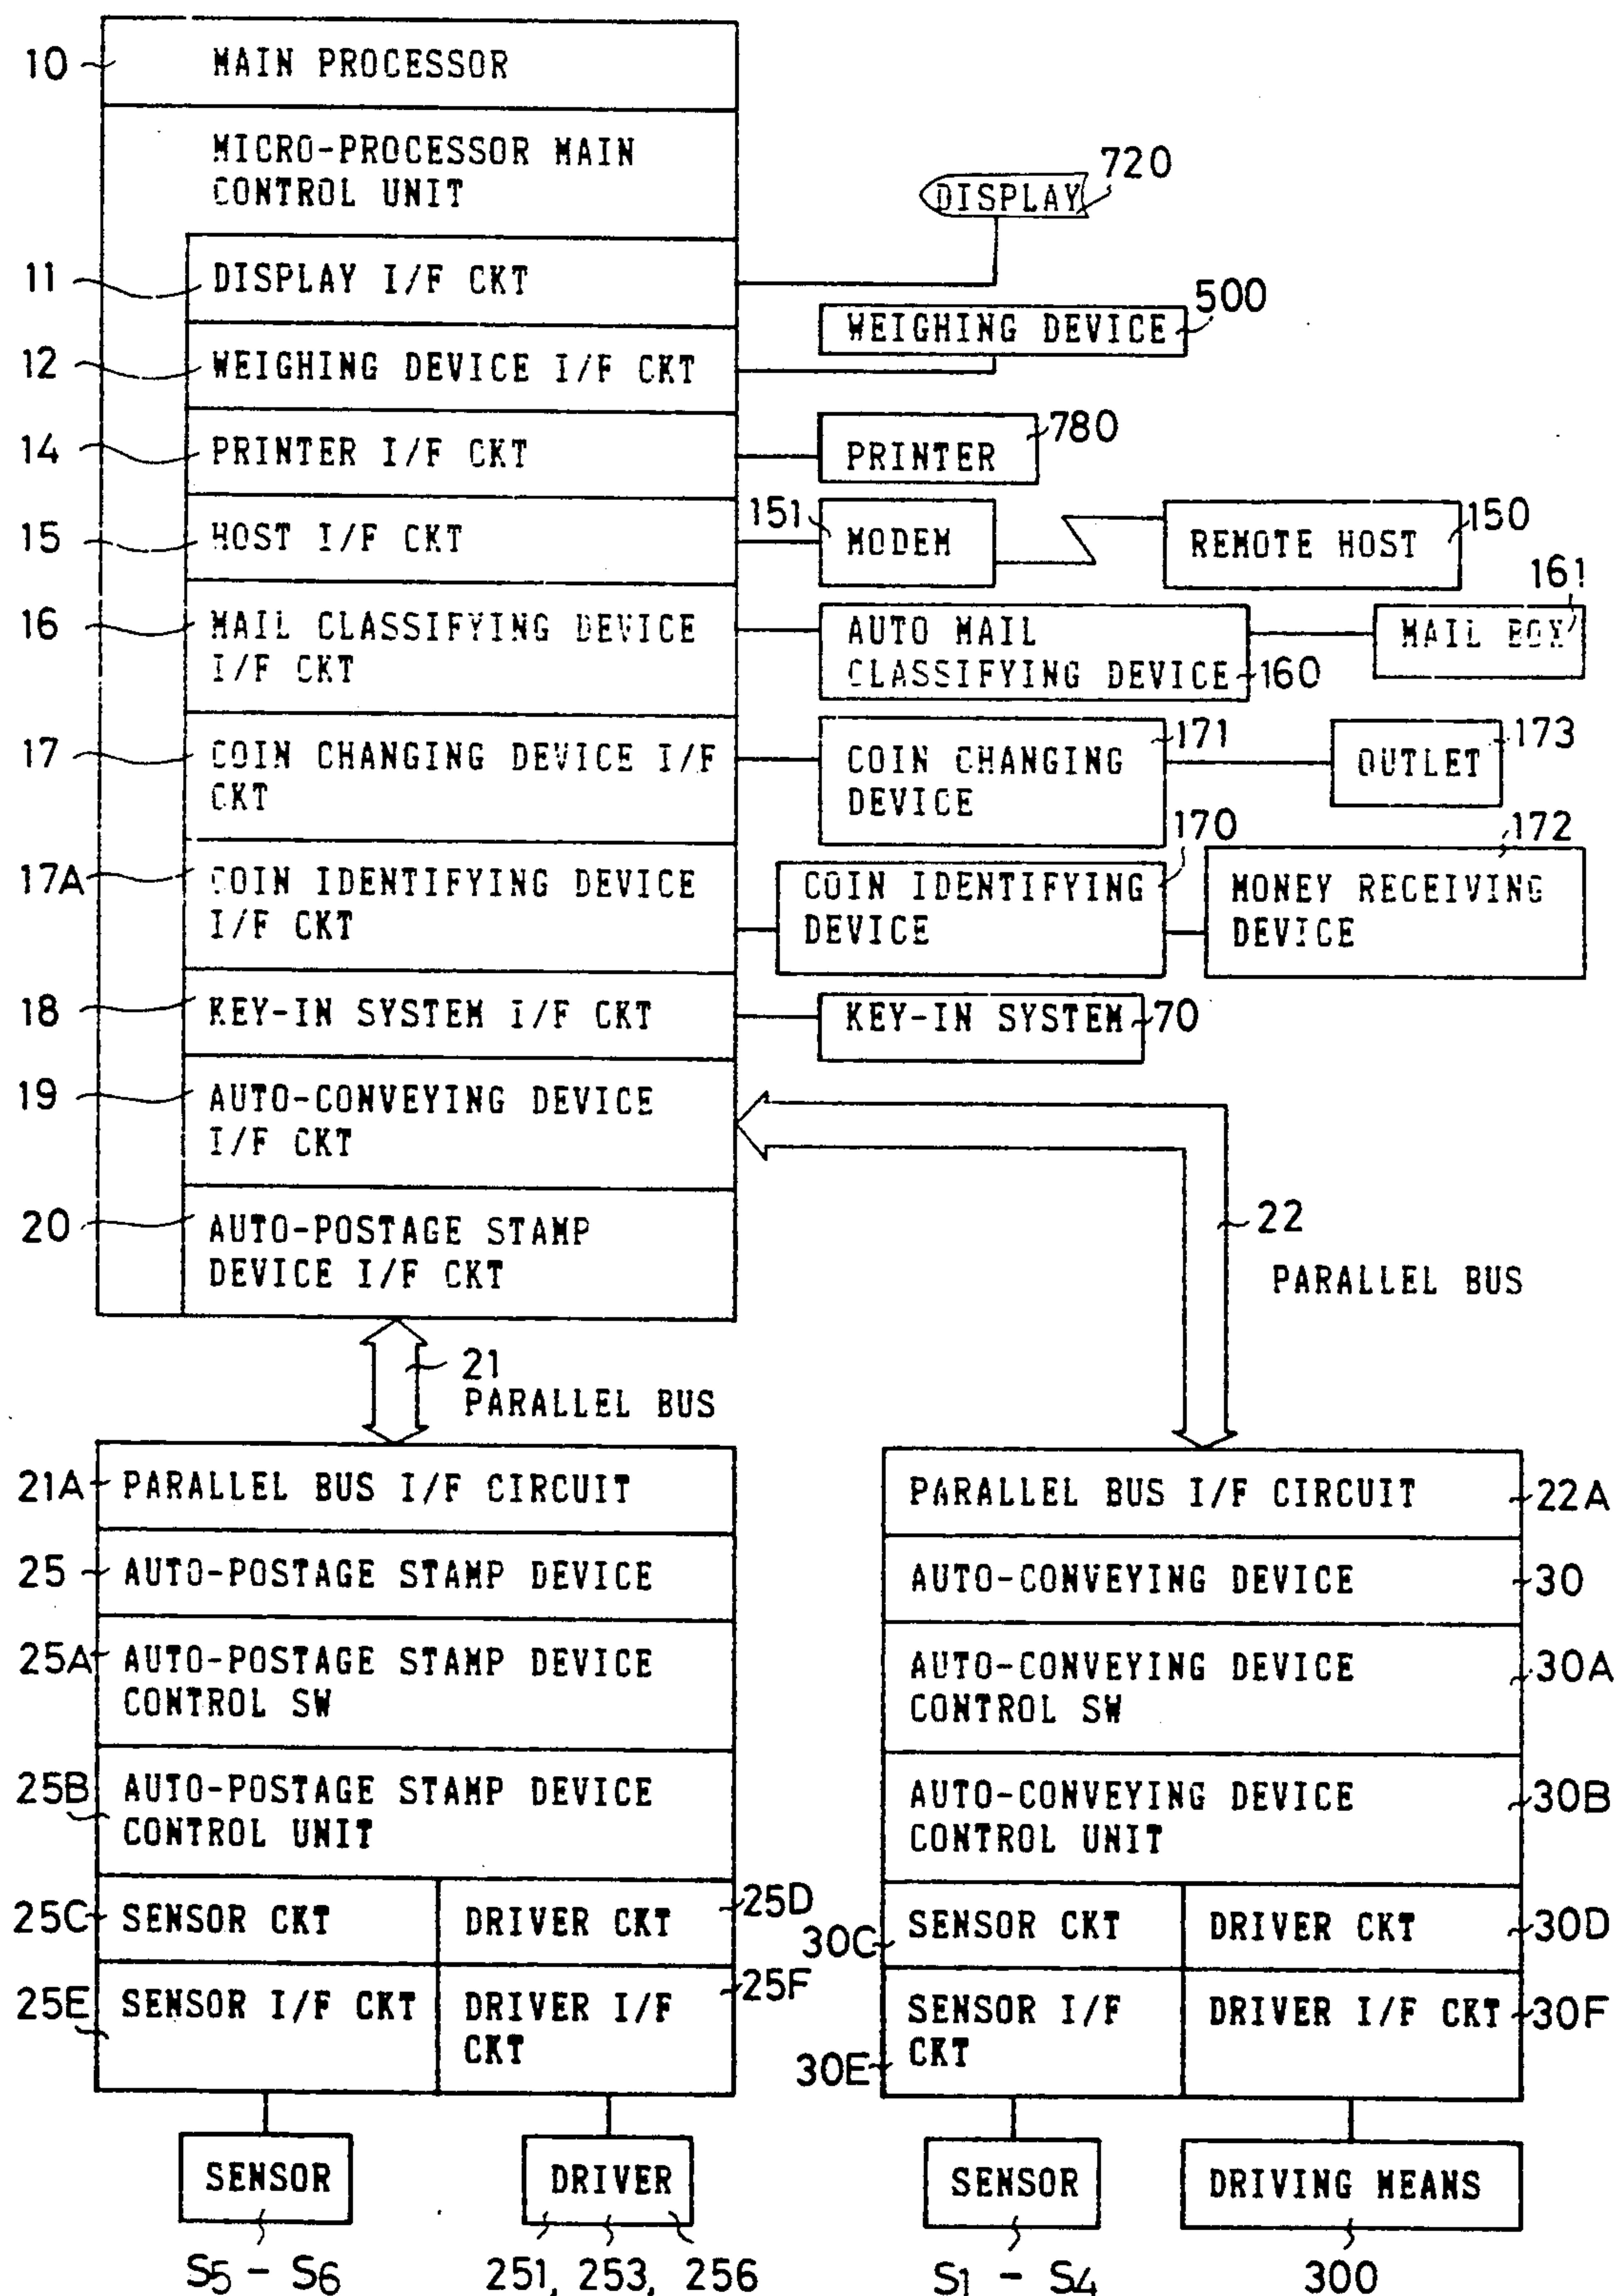 10 MAIN PROCESSOR
MICRO-PROCESSOR MAIN
CONTROL UNIT
720
DISPLAY
11 DISPLAY I/F CKT
500
WEIGHING DEVICE
12 WEIGHING DEVICE I/F CKT
14 PRINTER I/F CKT
780
PRINTER
15 HOST I/F CKT
151
MODEM
REMOTE HOST
150
16 MAIL CLASSIFYING DEVICE
I/F CKT
AUTO MAIL
CLASSIFYING DEVICE
160
161
MAIL BOX
17 COIN CHANGING DEVICE I/F
CKT
171
COIN CHANGING
DEVICE
173
OUTLET
17A COIN IDENTIFYING DEVICE
I/F CKT
170
COIN IDENTIFYING
DEVICE
172
MONEY RECEIVING
DEVICE
18 KEY-IN SYSTEM I/F CKT
KEY-IN SYSTEM
70
19 AUTO-CONVEYING DEVICE
I/F CKT
20 AUTO-POSTAGE STAMP
DEVICE I/F CKT
22
PARALLEL BUS
21
PARALLEL BUS
21A PARALLEL BUS I/F CIRCUIT
25 AUTO-POSTAGE STAMP DEVICE
25A AUTO-POSTAGE STAMP DEVICE
CONTROL SW
25B AUTO-POSTAGE STAMP DEVICE
CONTROL UNIT
25C SENSOR CKT
DRIVER CKT 25D
25E SENSOR I/F CKT
DRIVER I/F 25F
CKT
SENSOR
DRIVER
S5 - S6
251, 253, 256
PARALLEL BUS I/F CIRCUIT 22A
AUTO-CONVEYING DEVICE 30
AUTO-CONVEYING DEVICE 30A
CONTROL SW
AUTO-CONVEYING DEVICE 30B
CONTROL UNIT
30C SENSOR CKT
DRIVER CKT 30D
SENSOR I/F
CKT
30E
DRIVER I/F CKT 30F
SENSOR
DRIVING MEANS
S1 - S4
300